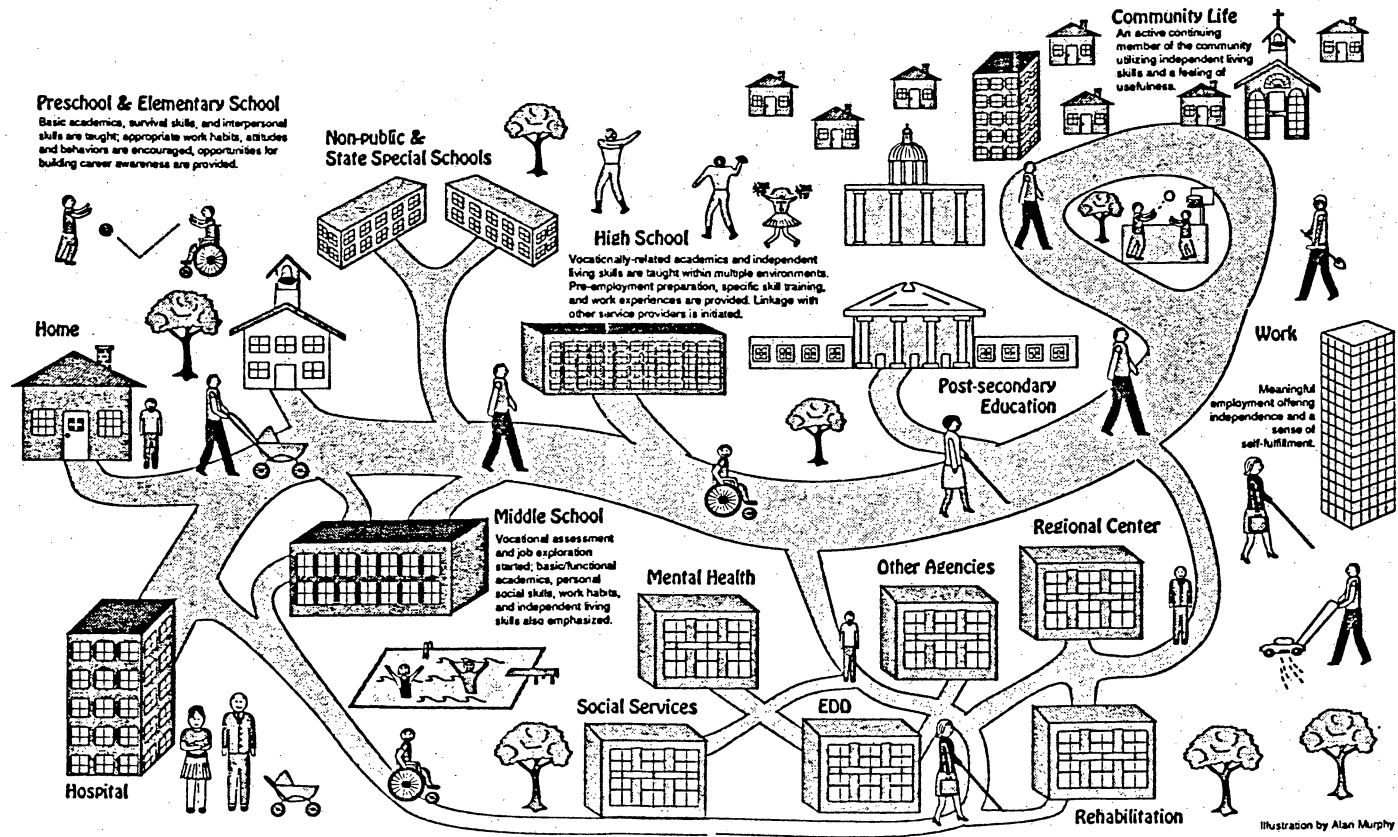 Community Life
An active continuing
member of the community
utilizing independent living
skills and a feeling of
usefulness.
Preschool & Elementary School
Basic academics, survival skills, and interpersonal
skills are taught; appropriate work habits, attitudes
and behaviors are encouraged, opportunities for
building career awareness are provided.
Non-public &
State Special Schools
High School
Vocationally-related academics and independent
living skills are taught within multiple environments.
Pre-employment preparation, specific skill training,
and work experiences are provided. Linkage with
other service providers is initiated.
Home
Work
Meaningful
employment offering
independence and a
sense of
self-fulfillment.
Post-secondary
Education
Middle School
Vocational assessment
and job exploration
started; basic/functional
academics, personal
social skills, work habits,
and independent living
skills also emphasized.
Regional Center
Other Agencies
Mental Health
Social Services
EDD
Hospital
Rehabilitation
Illustration by Alan Murphy